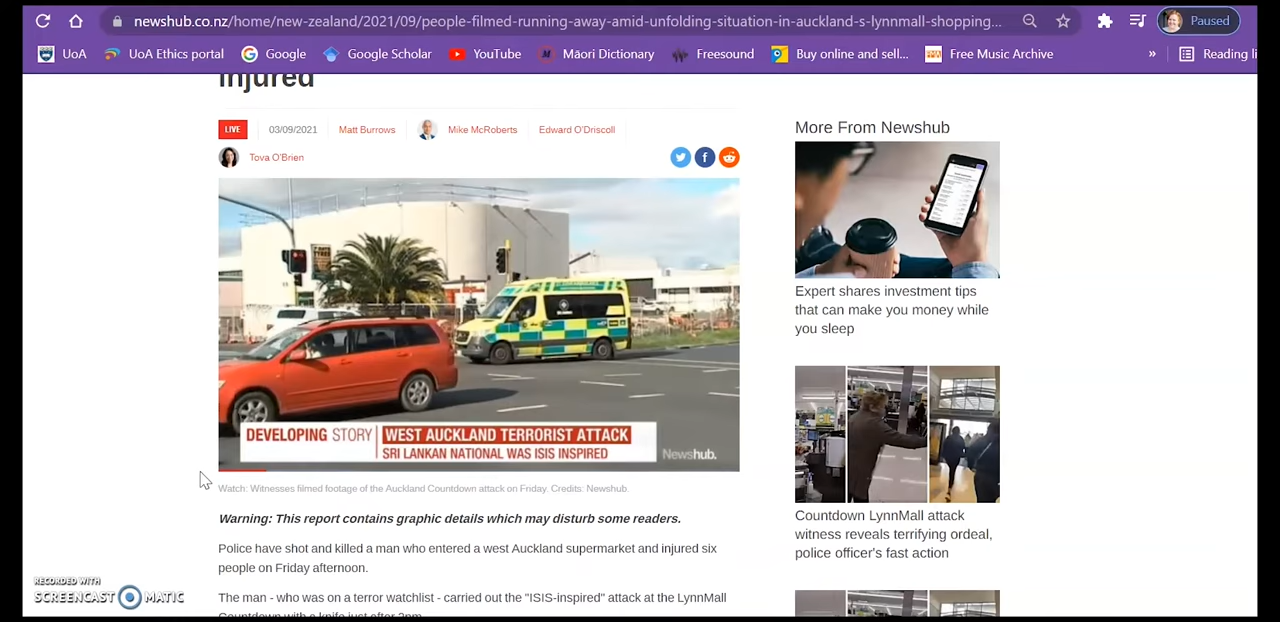 newshub.co.nz/home/new-zealand/2021/09/people-filmed-running-away-amid-unfolding-situation-in-auckland-s-lynnmall-shopping...
Paused
UoA
UoA Ethics portal
Google
Google Scholar
YouTube
Māori Dictionary
Freesound
Buy online and sell...
Free Music Archive
»
Reading li
injured
LIVE
03/09/2021
Matt Burrows
Mike McRoberts
Edward O'Driscoll
Tova O'Brien
DEVELOPING STORY
WEST AUCKLAND TERRORIST ATTACK
SRI LANKAN NATIONAL WAS ISIS INSPIRED
Newshub.
Watch: Witnesses filmed footage of the Auckland Countdown attack on Friday. Credits: Newshub.
Warning: This report contains graphic details which may disturb some readers.
Police have shot and killed a man who entered a west Auckland supermarket and injured six
people on Friday afternoon.
The man - who was on a terror watchlist - carried out the "ISIS-inspired" attack at the LynnMall
Countdown with a knife just after 2pm.
More From Newshub
Expert shares investment tips
that can make you money while
you sleep
Countdown LynnMall attack
witness reveals terrifying ordeal,
police officer's fast action
RECORDED WITH
SCREENCAST MATIC